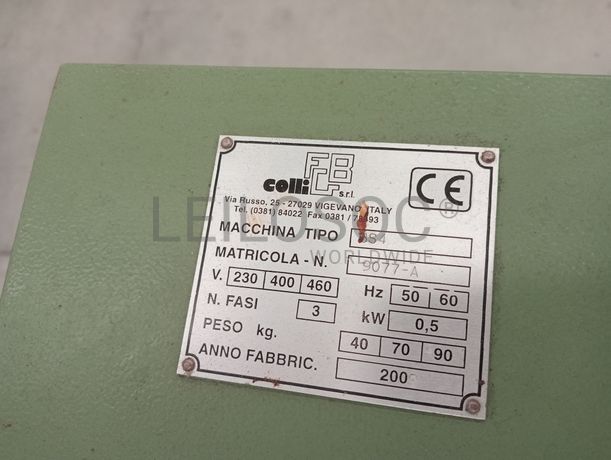 FCBL
colli s.r.l.
CE
Via Russo, 25 - 27029 VIGEVANO ITALY
Tel. (0381) 84022 Fax 0381 /
MACCHINA TIPO
MATRICOLA - N. 9077-A
V. 230 400 460 Hz 50 60
N. FASI 3 kW 0,5
PESO kg. 40 70 90
ANNO FABBRIC. 200
LEILOSOC®
WORLDWIDE